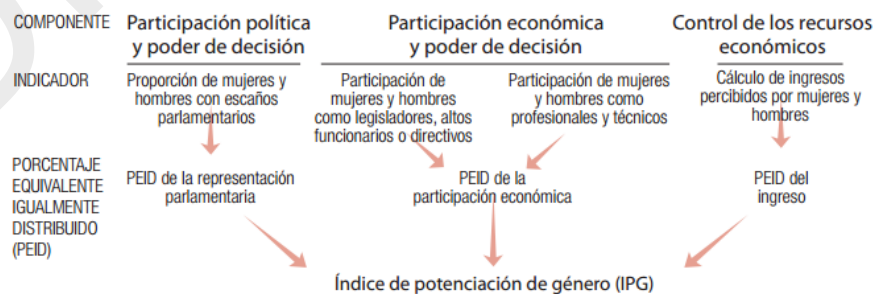 COMPONENTE
Participación política
y poder de decisión
Participación económica
y poder de decisión
Control de los recursos
económicos
INDICADOR
Proporción de mujeres y
hombres con escaños
parlamentarios
Participación de
mujeres y hombres
como legisladores, altos
funcionarios o directivos
Participación de mujeres
y hombres como
profesionales y técnicos
Cálculo de ingresos
percibidos por mujeres y
hombres
PORCENTAJE
EQUIVALENTE
IGUALMENTE
DISTRIBUIDO
(PEID)
PEID de la representación
parlamentaria
PEID de la
participación económica
PEID del
ingreso
Índice de potenciación de género (IPG)